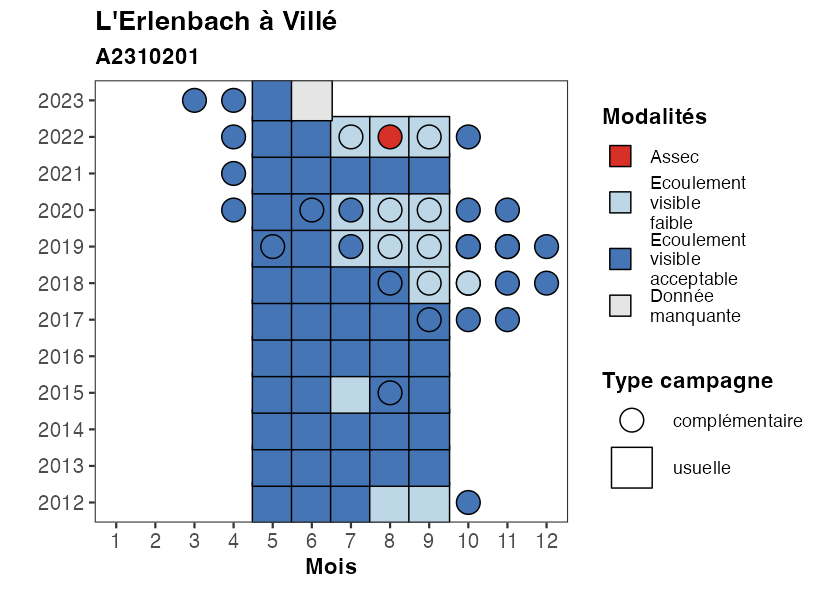 L'Erlenbach à Villé
A2310201
2023
2022
2021
2020
2019
2018
2017
2016
2015
2014
2013
2012
1 2 3 4 5 6 7 8 9 10 11 12
Mois
Modalités
Assec
Ecoulement
visible
faible
Ecoulement
visible
acceptable
Donnée
manquante
Type campagne
complémentaire
usuelle